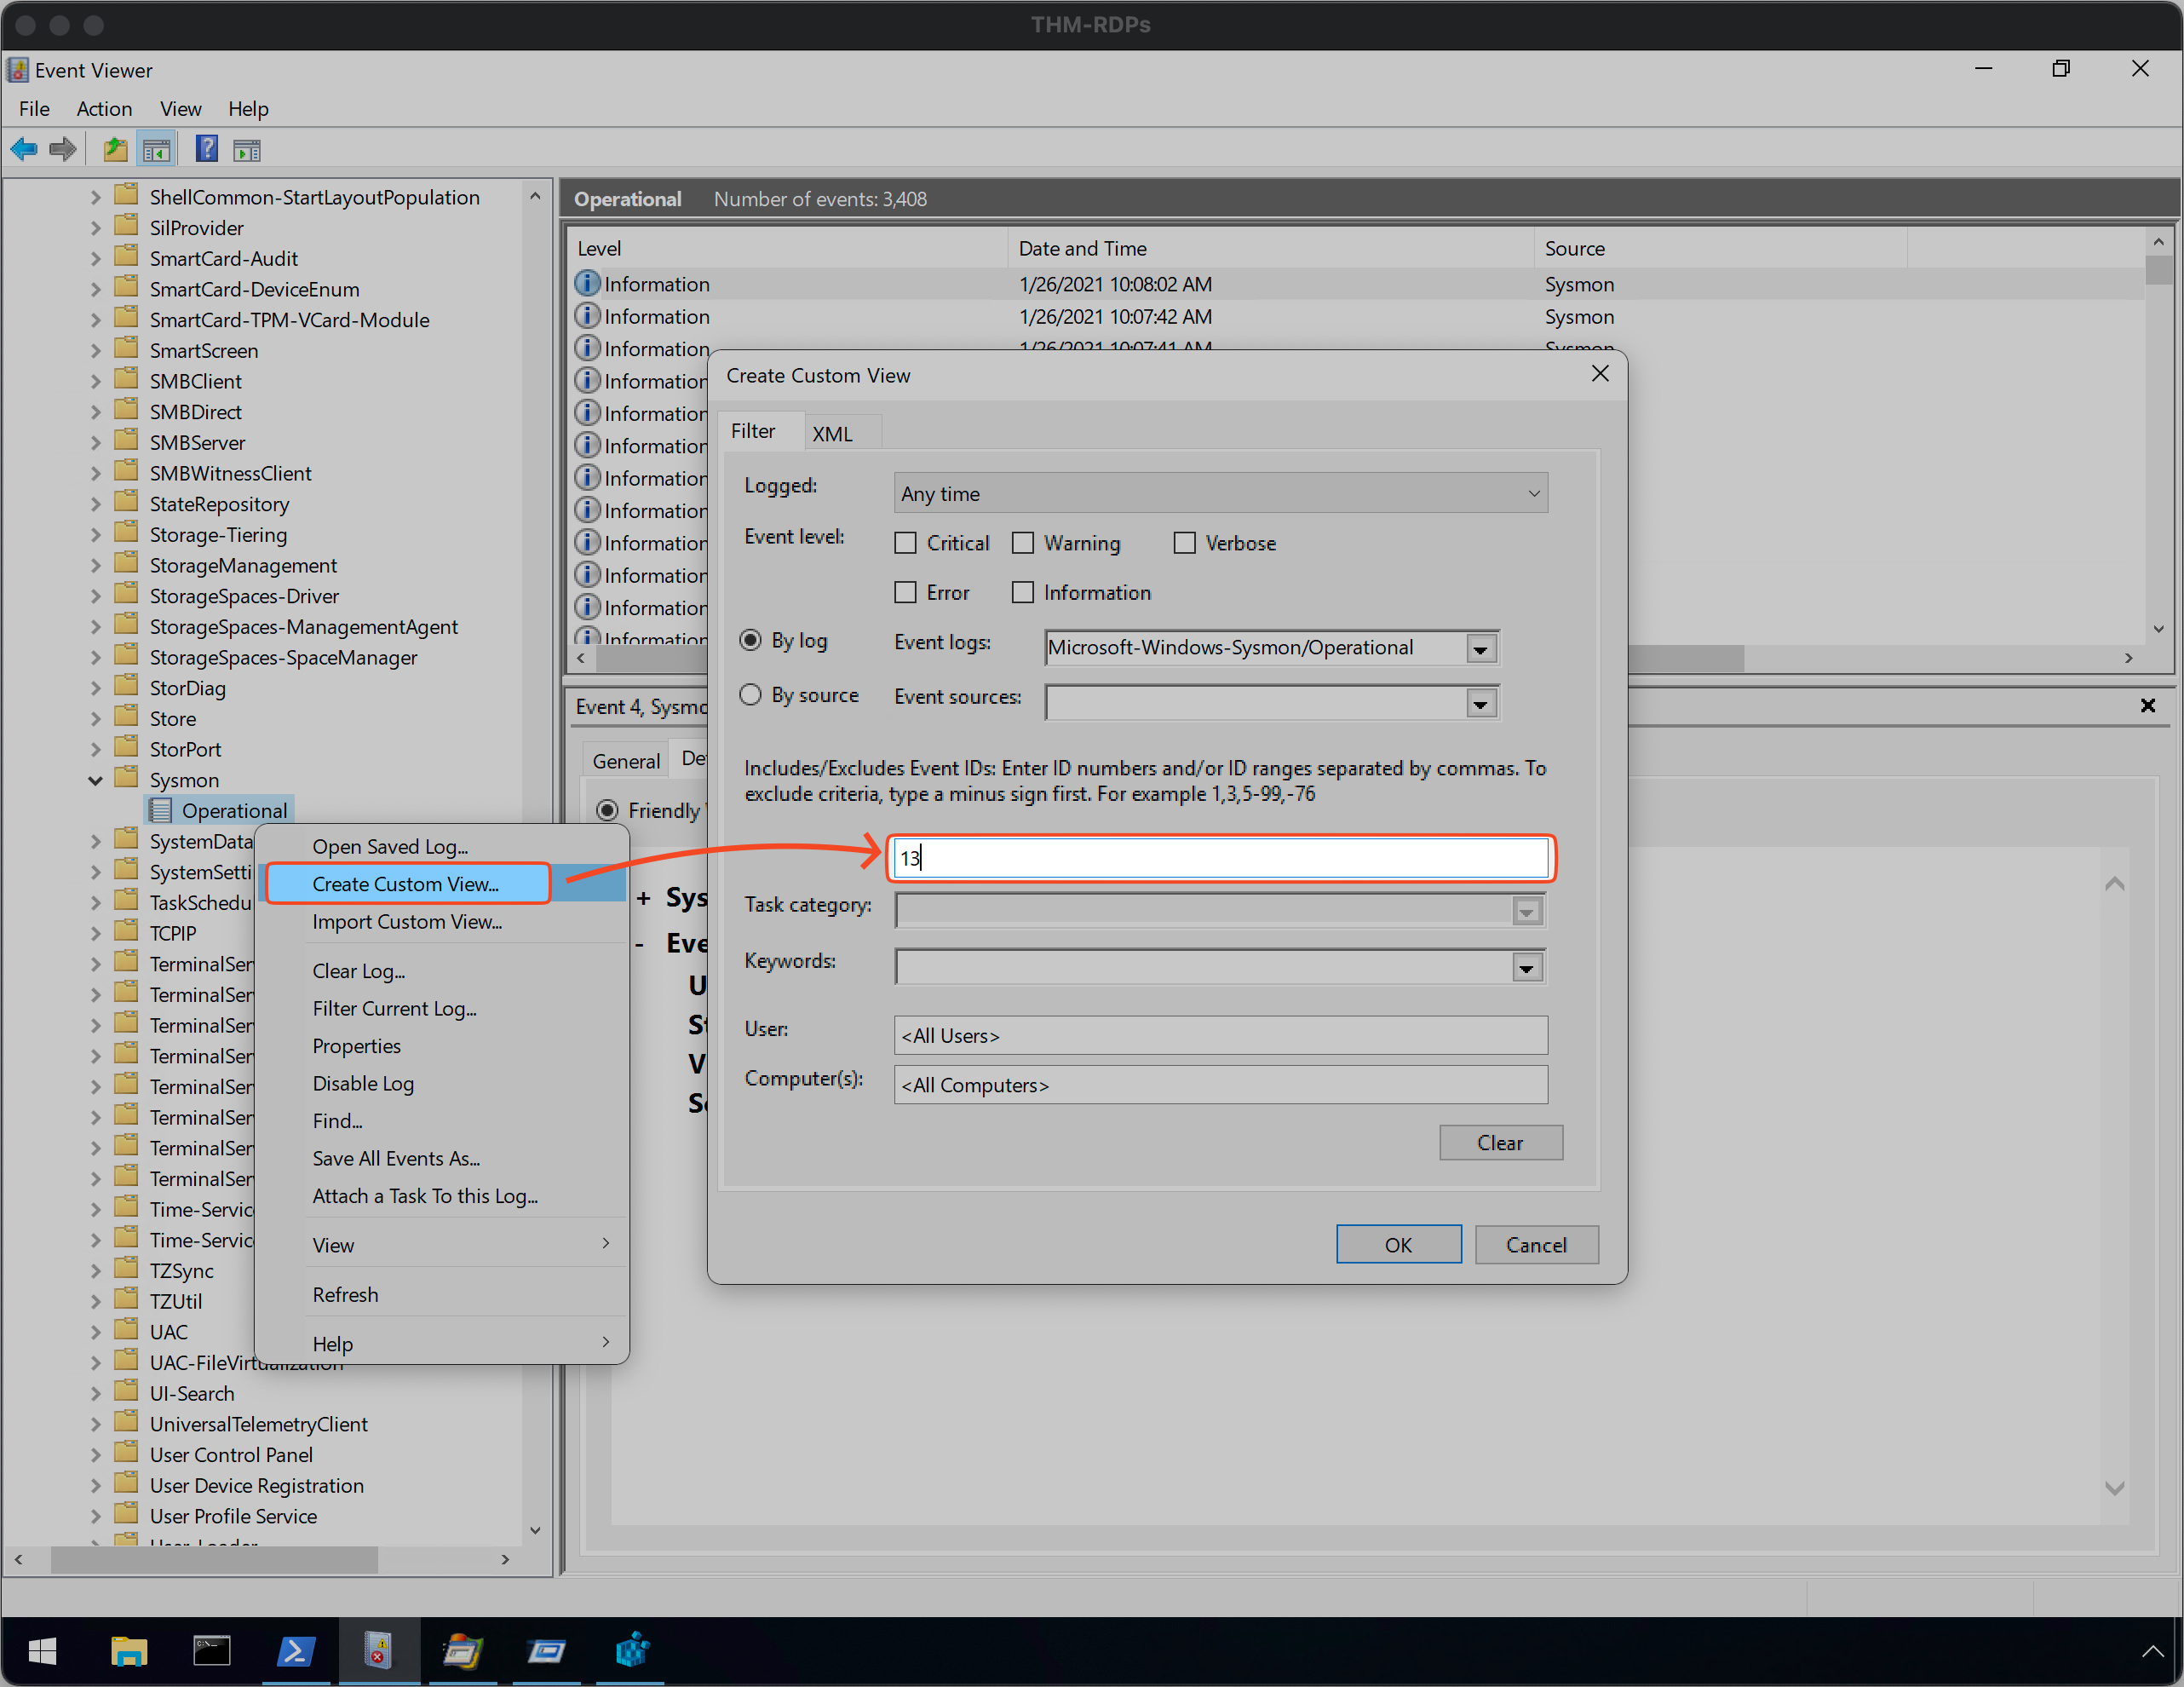 THM-RDPs
Event Viewer
File Action View Help
ShellCommon-StartLayoutPopulation
SilProvider
SmartCard-Audit
SmartCard-DeviceEnum
SmartCard-TPM-VCard-Module
SmartScreen
SMBClient
SMBDirect
SMBServer
SMBWitnessClient
StateRepository
Storage-Tiering
StorageManagement
StorageSpaces-Driver
StorageSpaces-ManagementAgent
StorageSpaces-SpaceManager
StorDiag
Store
StorPort
Sysmon
Operational
SystemData
SystemSetti
TaskSchedu
TCPIP
TerminalSer
TerminalSer
TerminalSer
TerminalSer
TerminalSer
TerminalSer
TerminalSer
TerminalSer
Time-Servic
Time-Servic
TZSync
TZUtil
UAC
UAC-FileVirtualization
UI-Search
UniversalTelemetryClient
User Control Panel
User Device Registration
User Profile Service
Open Saved Log...
Create Custom View...
Import Custom View...
Clear Log...
Filter Current Log...
Properties
Disable Log
Find...
Save All Events As...
Attach a Task To this Log...
View
Refresh
Help
Operational Number of events: 3,408
Level Date and Time Source
Information 1/26/2021 10:08:02 AM Sysmon
Information 1/26/2021 10:07:42 AM Sysmon
Information 1/26/2021 10:07:41 AM Sysmon
Information
Information
Information
Information
Information
Information
Information
Information
Information
Event 4, Sysmo
General De
Friendly
+ Sys
- Eve
U
St
V
Sc
Create Custom View
Filter XML
Logged: Any time
Event level: Critical Warning Verbose
Error Information
By log Event logs: Microsoft-Windows-Sysmon/Operational
By source Event sources:
Includes/Excludes Event IDs: Enter ID numbers and/or ID ranges separated by commas. To
exclude criteria, type a minus sign first. For example 1,3,5-99,-76
13
Task category:
Keywords:
User: <All Users>
Computer(s): <All Computers>
Clear
OK Cancel